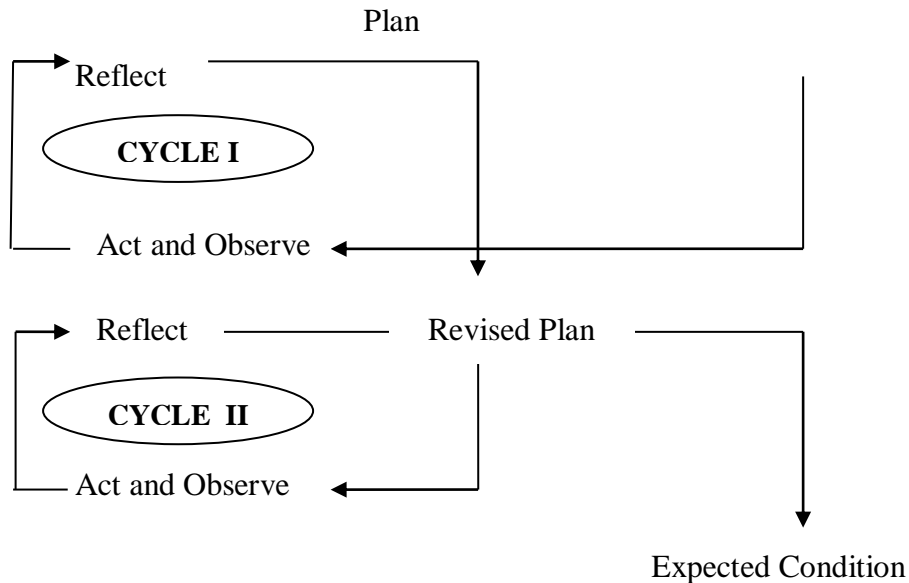 Plan
Reflect
CYCLE I
Act and Observe
Reflect
Revised Plan
CYCLE II
Act and Observe
Expected Condition